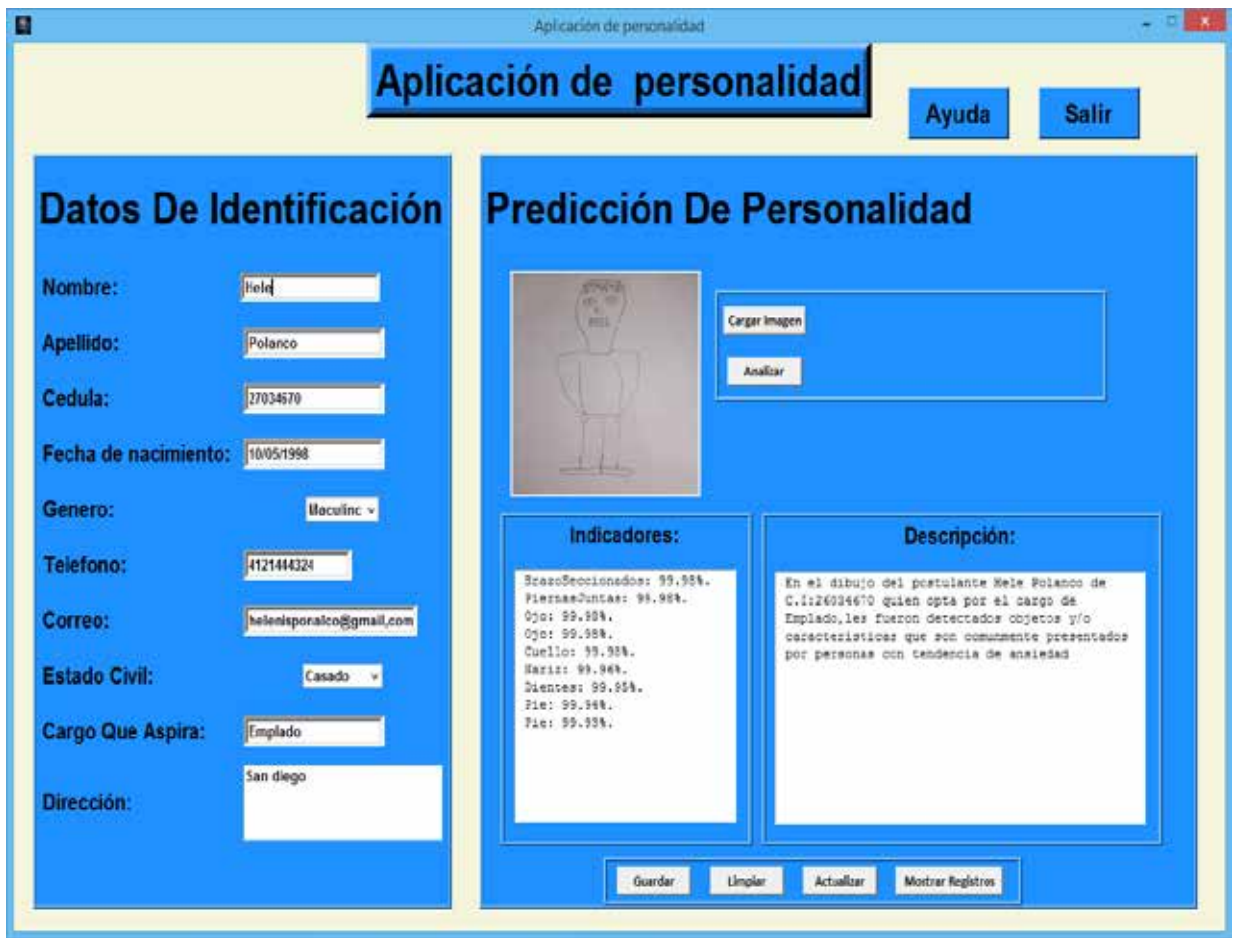 Aplicación de personalidad
x
Aplicación de personalidad
Ayuda
Salir
Datos De Identificación
Nombre:
Hele
Apellido:
Polanco
Cedula:
27034670
Fecha de nacimiento:
10/05/1998
Genero:
Maculinc
Telefono:
4121444324
Correo:
helenisponalco@gmail,com
Estado Civil:
Casado
Cargo Que Aspira:
Emplado
Dirección:
San diego
Predicción De Personalidad
Cargar Imagen
Analizar
Indicadores:
BrazoSeccionados: 99.98%.
PiernasJuntas: 99.98%.
Ojo: 99.98%.
Ojo: 99.98%.
Cuello: 99.98%.
Nariz: 99.96%.
Dientes: 99.95%.
Pie: 99.94%.
Pie: 99.93%.
Descripción:
En el dibujo del postulante Hele Polanco de
C.I:26034670 quien opta por el cargo de
Emplado,les fueron detectados objetos y/o
caracteristicas que son comunmente presentados
por personas con tendencia de ansiedad
Guardar
Limpiar
Actualizar
Mostrar Registros